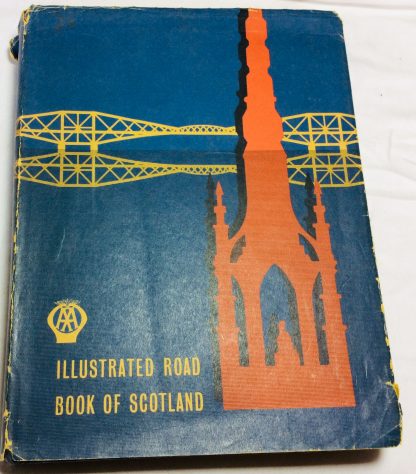 AA
ILLUSTRATED ROAD
BOOK OF SCOTLAND